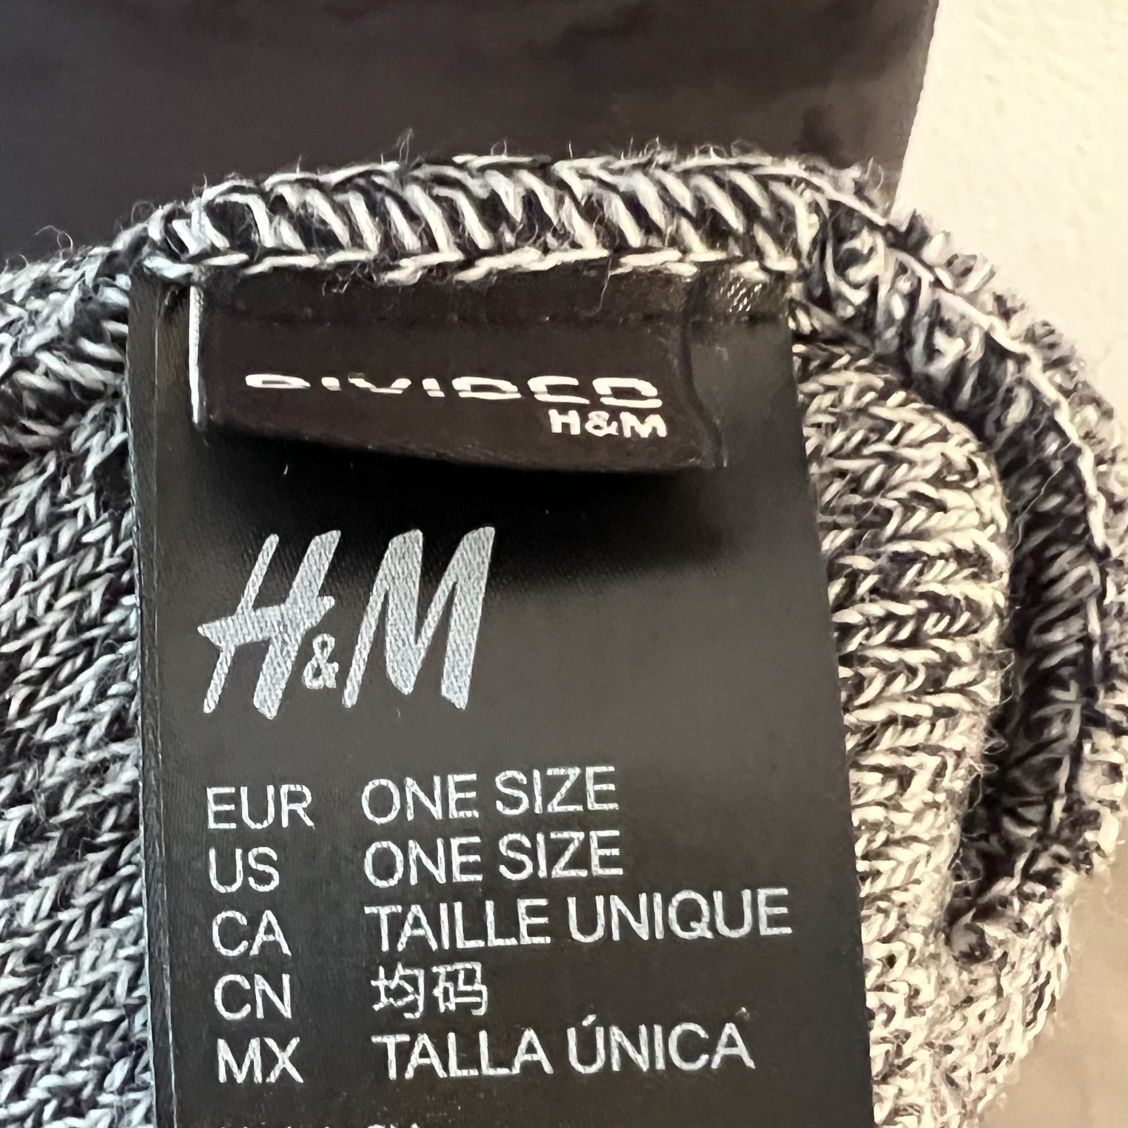 DIVIDED
H&M
H&M
EUR ONE SIZE
US ONE SIZE
CA TAILLE UNIQUE
CN 均码
MX TALLA ÚNICA